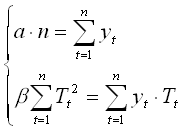 a · n = ∑_{t=1}^{n} y_t
β ∑_{t=1}^{n} T_t^2 = ∑_{t=1}^{n} y_t · T_t